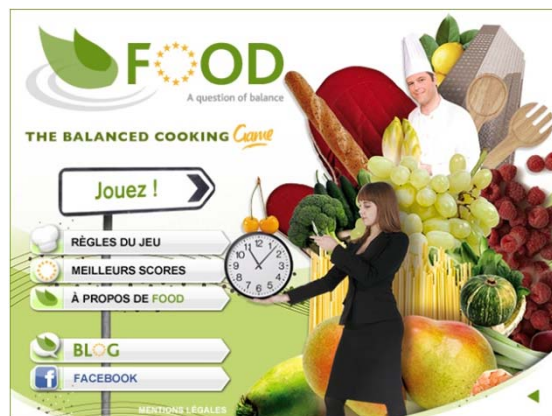 FOOD
A question of balance
THE BALANCED COOKING Game
Jouez !
RÈGLES DU JEU
MEILLEURS SCORES
À PROPOS DE FOOD
BLOG
FACEBOOK
MENTIONS LÉGALES